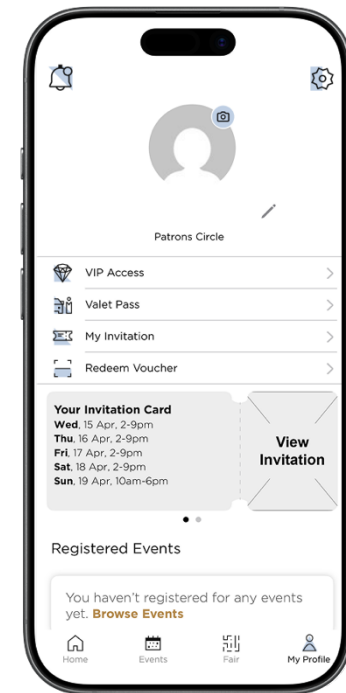 Patrons Circle
VIP Access
Valet Pass
My Invitation
Redeem Voucher
Your Invitation Card
Wed, 15 Apr, 2-9pm
Thu, 16 Apr, 2-9pm
Fri, 17 Apr, 2-9pm
Sat, 18 Apr, 2-9pm
Sun, 19 Apr, 10am-6pm
View
Invitation
Registered Events
You haven't registered for any events
yet. Browse Events
Home
Events
Fair
My Profile